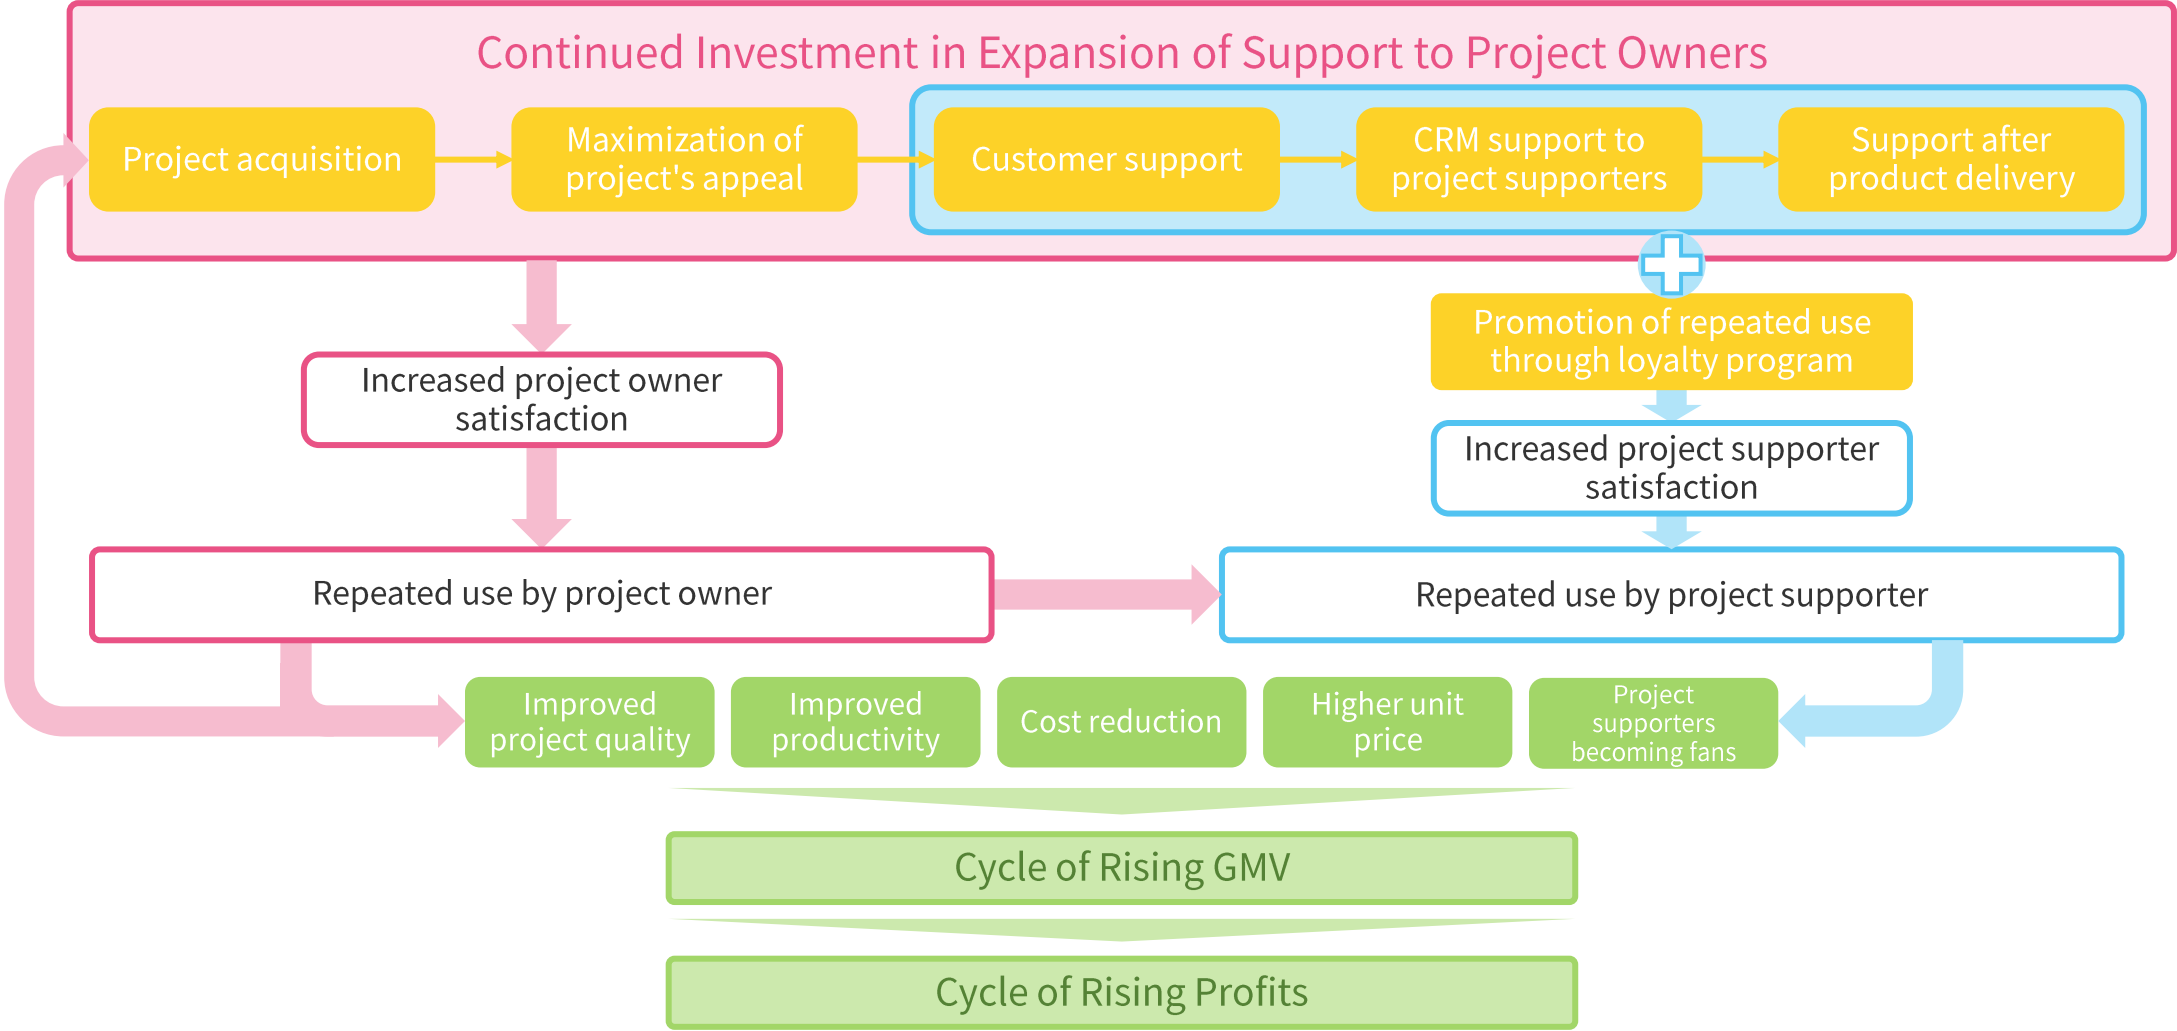 Continued Investment in Expansion of Support to Project Owners
Project acquisition
Maximization of
project's appeal
Customer support
CRM support to
project supporters
Support after
product delivery
Promotion of repeated use
through loyalty program
Increased project owner
satisfaction
Increased project supporter
satisfaction
Repeated use by project owner
Repeated use by project supporter
Improved
project quality
Improved
productivity
Cost reduction
Higher unit
price
Project
supporters
becoming fans
Cycle of Rising GMV
Cycle of Rising Profits